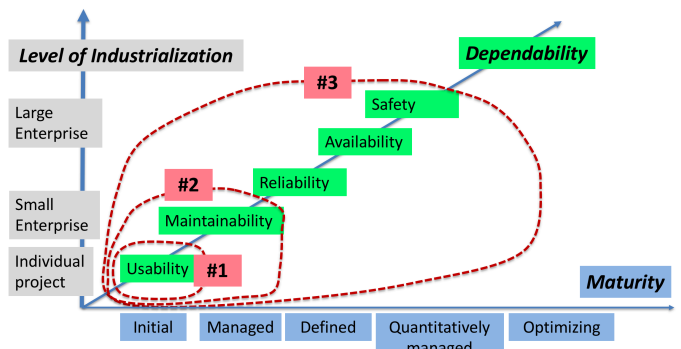 Level of Industrialization
Dependability
#3
Large
Enterprise
Safety
Availability
#2
Reliability
Small
Enterprise
Maintainability
Individual
project
Usability
#1
Maturity
Initial
Managed
Defined
Quantitatively
managed
Optimizing